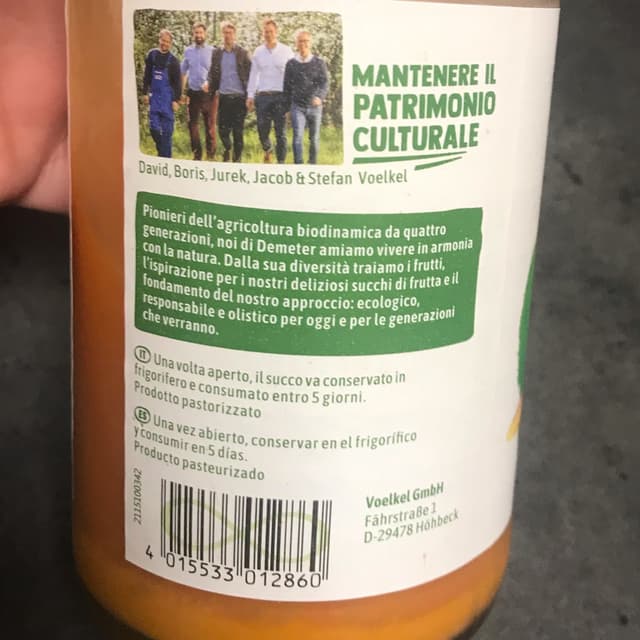 MANTENERE IL
PATRIMONIO
CULTURALE
David, Boris, Jurek, Jacob & Stefan Voelkel
Pionieri dell'agricoltura biodinamica da quattro
generazioni, noi di Demeter amiamo vivere in armonia
con la natura. Dalla sua diversità traiamo i frutti,
l'ispirazione per i nostri deliziosi succhi di frutta e il
fondamento del nostro approccio: ecologico,
responsabile e olistico per oggi e per le generazioni
che verranno.
IT Una volta aperto, il succo va conservato in
frigorifero e consumato entro 5 giorni.
Prodotto pastorizzato
ES Una vez abierto, conservar en el frigorífico
y consumir en 5 días.
Producto pasteurizado
2115100342
4 015533 012860
Voelkel GmbH
Fährstraße 1
D-29478 Höhbeck